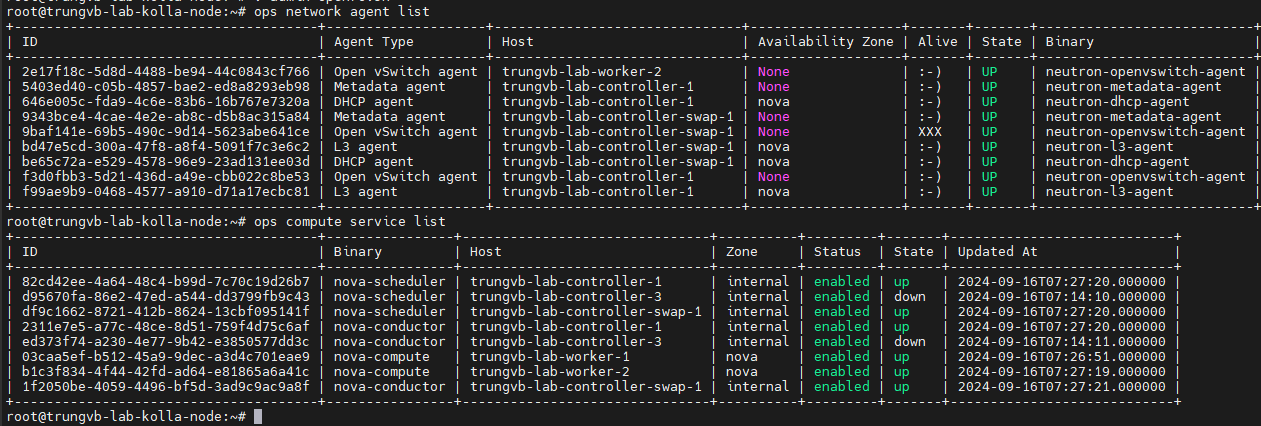 root@trungvb-lab-kolla-node:~# ops network agent list
+--------------------------------------+--------------------+------------------------------+-------------------+-------+-------+---------------------------+
| ID                                   | Agent Type         | Host                         | Availability Zone | Alive | State | Binary                    |
+--------------------------------------+--------------------+------------------------------+-------------------+-------+-------+---------------------------+
| 2e17f18c-5d8d-4488-be94-44c0843cf766 | Open vSwitch agent | trungvb-lab-worker-2         | None              | :-)   | UP    | neutron-openvswitch-agent |
| 5403ed40-c05b-4857-bae2-ed8a8293eb98 | Metadata agent     | trungvb-lab-controller-1     | None              | :-)   | UP    | neutron-metadata-agent    |
| 646e005c-fda9-4c6e-83b6-16b767e7320a | DHCP agent         | trungvb-lab-controller-1     | nova              | :-)   | UP    | neutron-dhcp-agent        |
| 9343bce4-4cae-4e2e-ab8c-d5b8ac315a84 | Metadata agent     | trungvb-lab-controller-swap-1 | None              | :-)   | UP    | neutron-metadata-agent    |
| 9baf141e-69b5-490c-9d14-5623abe641ce | Open vSwitch agent | trungvb-lab-controller-swap-1 | None              | XXX   | UP    | neutron-openvswitch-agent |
| bd47e5cd-300a-47f8-a8f4-5091f7c3e6c2 | L3 agent           | trungvb-lab-controller-swap-1 | nova              | :-)   | UP    | neutron-l3-agent          |
| be65c72a-e529-4578-96e9-23ad131ee03d | DHCP agent         | trungvb-lab-controller-swap-1 | nova              | :-)   | UP    | neutron-dhcp-agent        |
| f3d0fbb3-5d21-436d-a49e-cbb022c8be53 | Open vSwitch agent | trungvb-lab-controller-1     | None              | :-)   | UP    | neutron-openvswitch-agent |
| f99ae9b9-0468-4577-a910-d71a17ecbc81 | L3 agent           | trungvb-lab-controller-1     | nova              | :-)   | UP    | neutron-l3-agent          |
+--------------------------------------+--------------------+------------------------------+-------------------+-------+-------+---------------------------+
root@trungvb-lab-kolla-node:~# ops compute service list
+--------------------------------------+----------------+-------------------------------+----------+---------+-------+----------------------------+
| ID                                   | Binary         | Host                          | Zone     | Status  | State | Updated At                 |
+--------------------------------------+----------------+-------------------------------+----------+---------+-------+----------------------------+
| 82cd42ee-4a64-48c4-b99d-7c70c19d26b7 | nova-scheduler | trungvb-lab-controller-1      | internal | enabled | up    | 2024-09-16T07:27:20.000000 |
| d95670fa-86e2-47ed-a544-dd3799fb9c43 | nova-scheduler | trungvb-lab-controller-3      | internal | enabled | down  | 2024-09-16T07:14:10.000000 |
| df9c1662-8721-412b-8624-13cbf095141f | nova-scheduler | trungvb-lab-controller-swap-1 | internal | enabled | up    | 2024-09-16T07:27:20.000000 |
| 2311e7e5-a77c-48ce-8d51-759f4d75c6af | nova-conductor | trungvb-lab-controller-1      | internal | enabled | up    | 2024-09-16T07:27:20.000000 |
| ed373f74-a230-4e77-9b42-e3850577dd3c | nova-conductor | trungvb-lab-controller-3      | internal | enabled | down  | 2024-09-16T07:14:11.000000 |
| 03caa5ef-b512-45a9-9dec-a3d4c701eae9 | nova-compute   | trungvb-lab-worker-1          | nova     | enabled | up    | 2024-09-16T07:26:51.000000 |
| b1c3f834-4f44-42fd-ad64-e81865a6a41c | nova-compute   | trungvb-lab-worker-2          | nova     | enabled | up    | 2024-09-16T07:27:19.000000 |
| 1f2050be-4059-4496-bf5d-3ad9c9ac9a8f | nova-conductor | trungvb-lab-controller-swap-1 | internal | enabled | up    | 2024-09-16T07:27:21.000000 |
+--------------------------------------+----------------+-------------------------------+----------+---------+-------+----------------------------+
root@trungvb-lab-kolla-node:~#